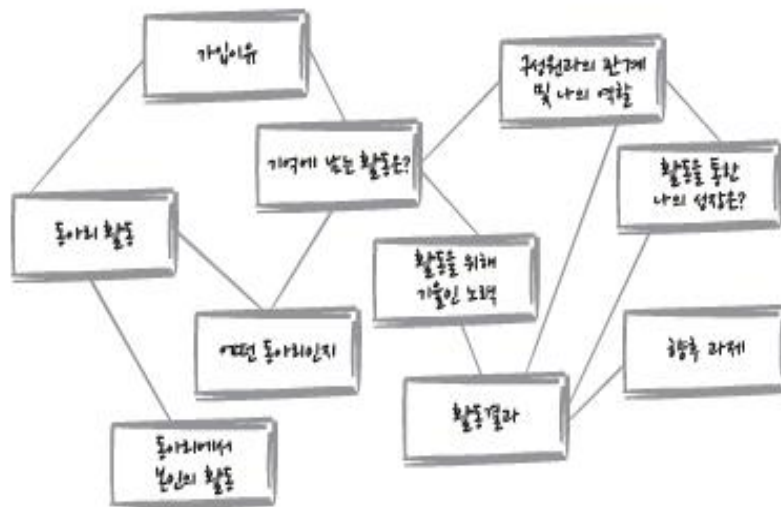 가입이유
구성원과의 관계
및 나의 역할
기억에 남는 활동은?
활동을 통한
나의 성장은?
동아리 활동
활동을 위해
기울인 노력
어떤 동아리인지
향후 과제
활동결과
동아리에서
본인의 활동